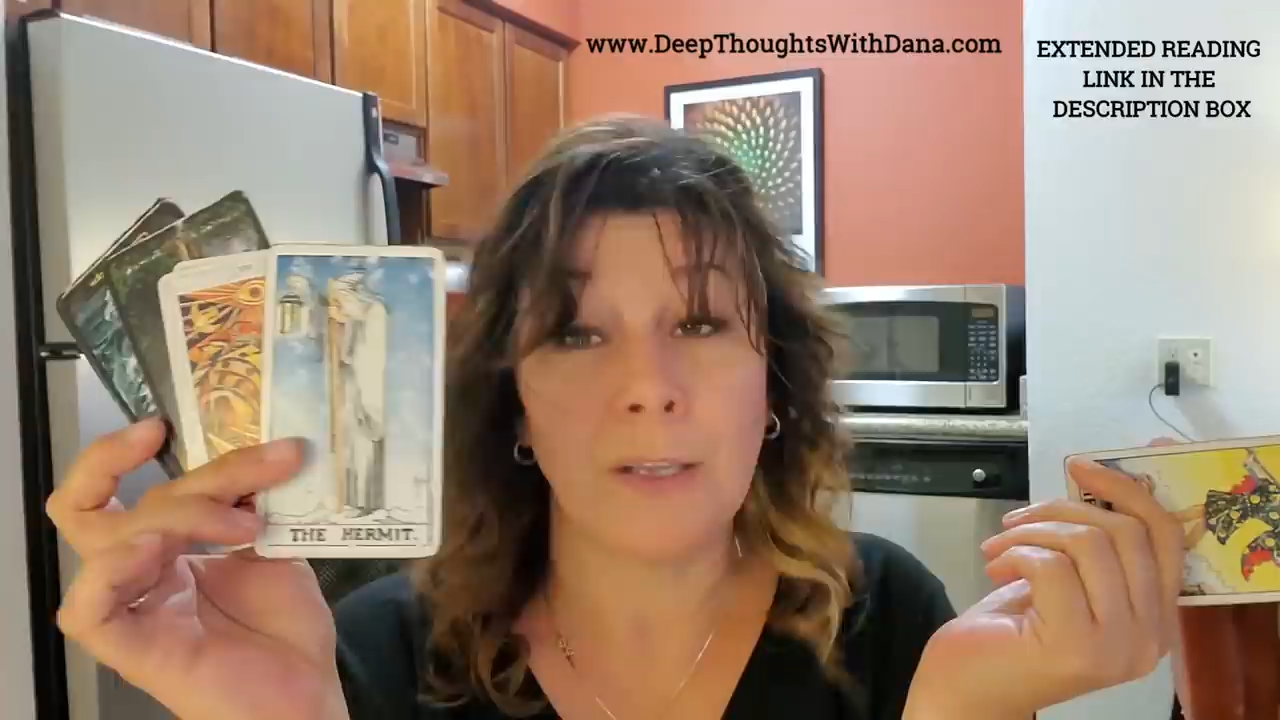 www.DeepThoughtsWithDana.com
EXTENDED READING
LINK IN THE
DESCRIPTION BOX
THE HERMIT.